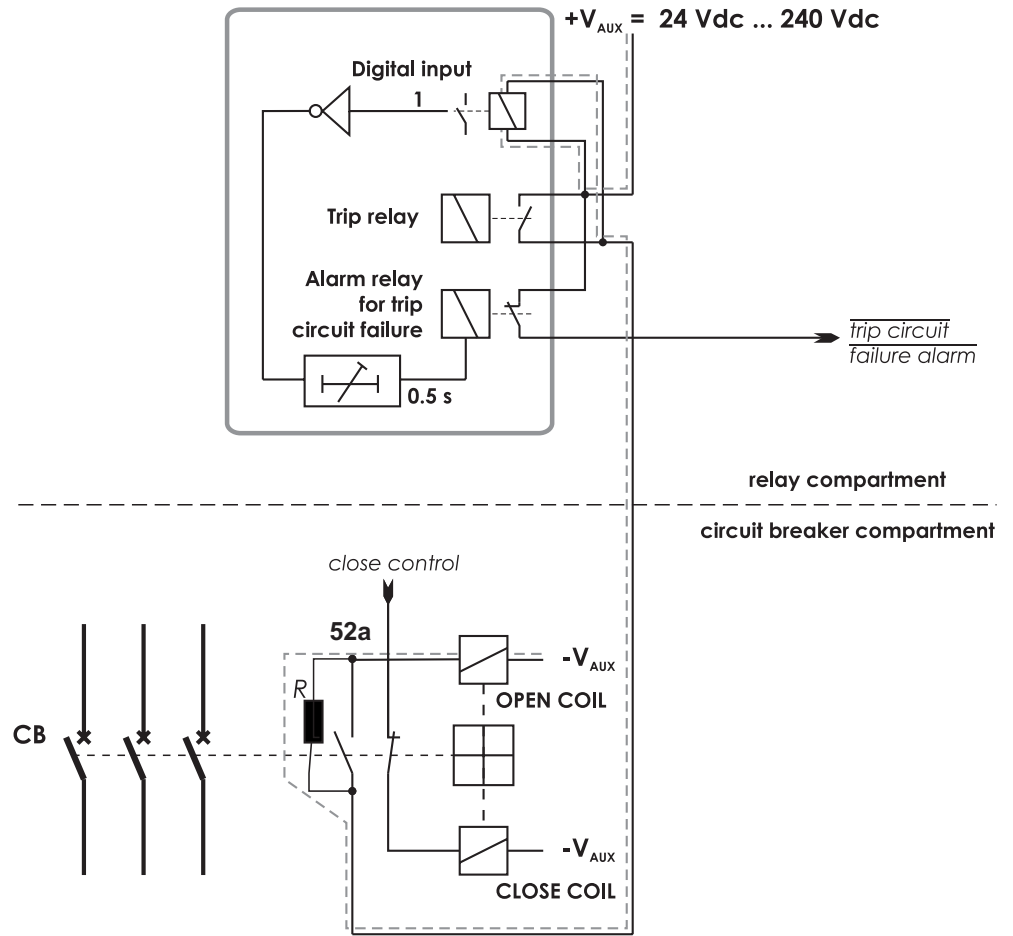 +VAUX = 24 Vdc ... 240 Vdc
Digital input
1
Trip relay
Alarm relay
for trip
circuit failure
0.5 s
trip circuit
failure alarm
relay compartment
circuit breaker compartment
close control
52a
R
-VAUX
OPEN COIL
CB
-VAUX
CLOSE COIL